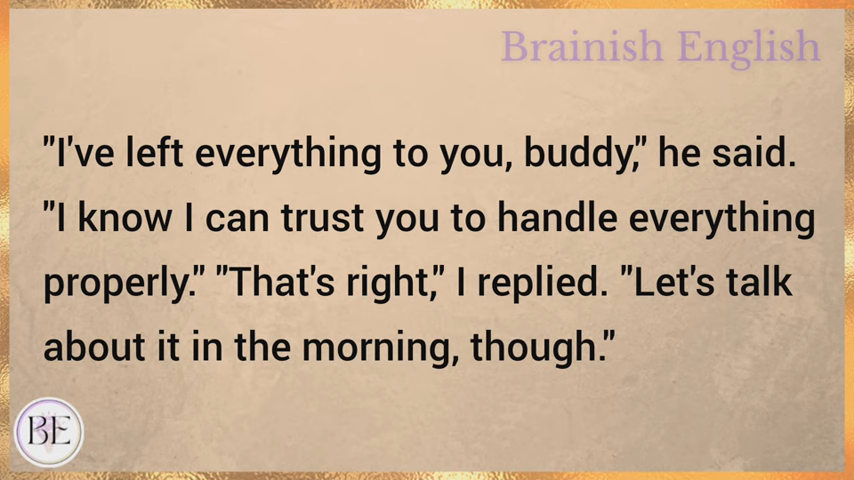 Brainish English
"I've left everything to you, buddy," he said.
"I know I can trust you to handle everything
properly." "That's right," I replied. "Let's talk
about it in the morning, though."
BE